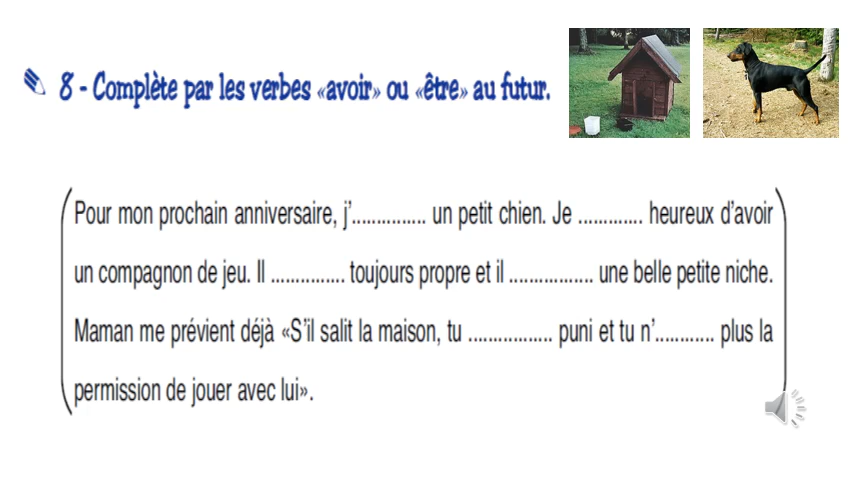 8 - Complète par les verbes «avoir» ou «être» au futur.
Pour mon prochain anniversaire, j'............... un petit chien. Je ............. heureux d'avoir
un compagnon de jeu. Il ............... toujours propre et il ................. une belle petite niche.
Maman me prévient déjà «S'il salit la maison, tu ................. puni et tu n'............ plus la
permission de jouer avec lui».